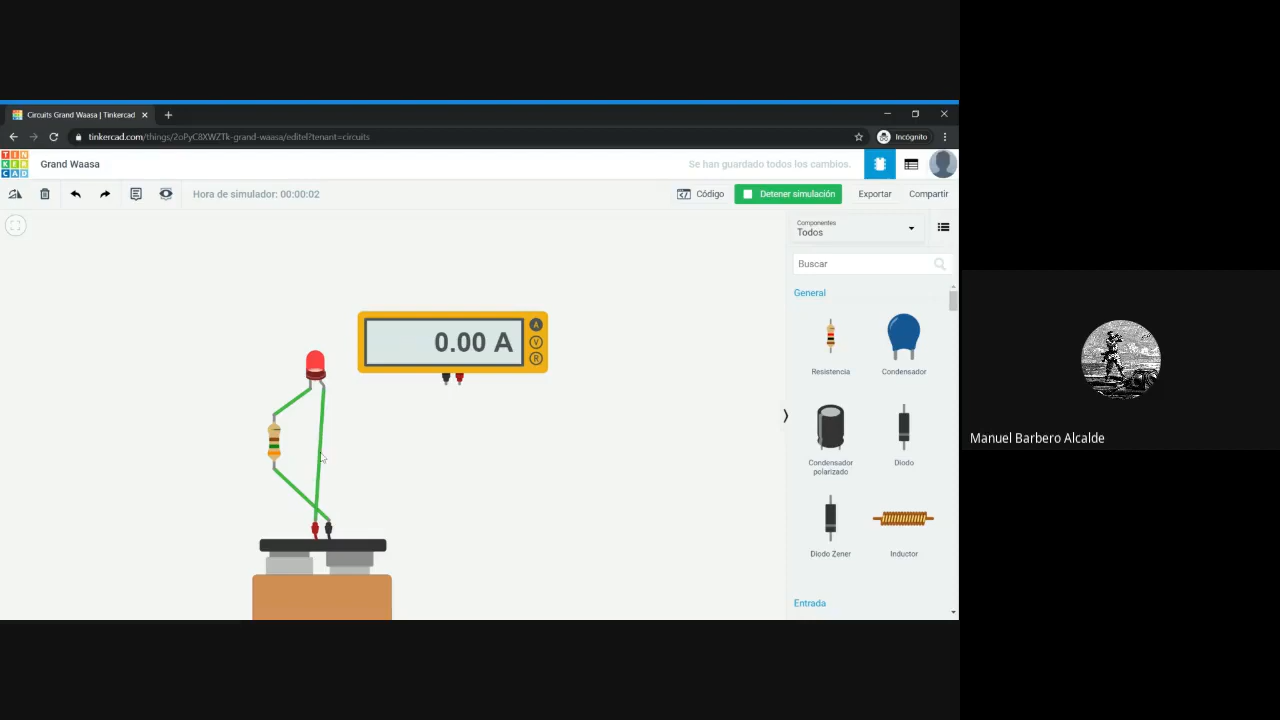 Circuits Grand Waasa | Tinkercad
tinkercad.com/things/2oPyC8XWZTk-grand-waasa/editel?tenant=circuits
Incógnito
TIN
KER
CAD
Grand Waasa
Se han guardado todos los cambios.
Hora de simulador: 00:00:02
Código
Detener simulación
Exportar
Compartir
Componentes
Todos
Buscar
General
0.00 A
A
V
R
Resistencia
Condensador
Condensador
polarizado
Diodo
Diodo Zener
Inductor
Entrada
Manuel Barbero Alcalde